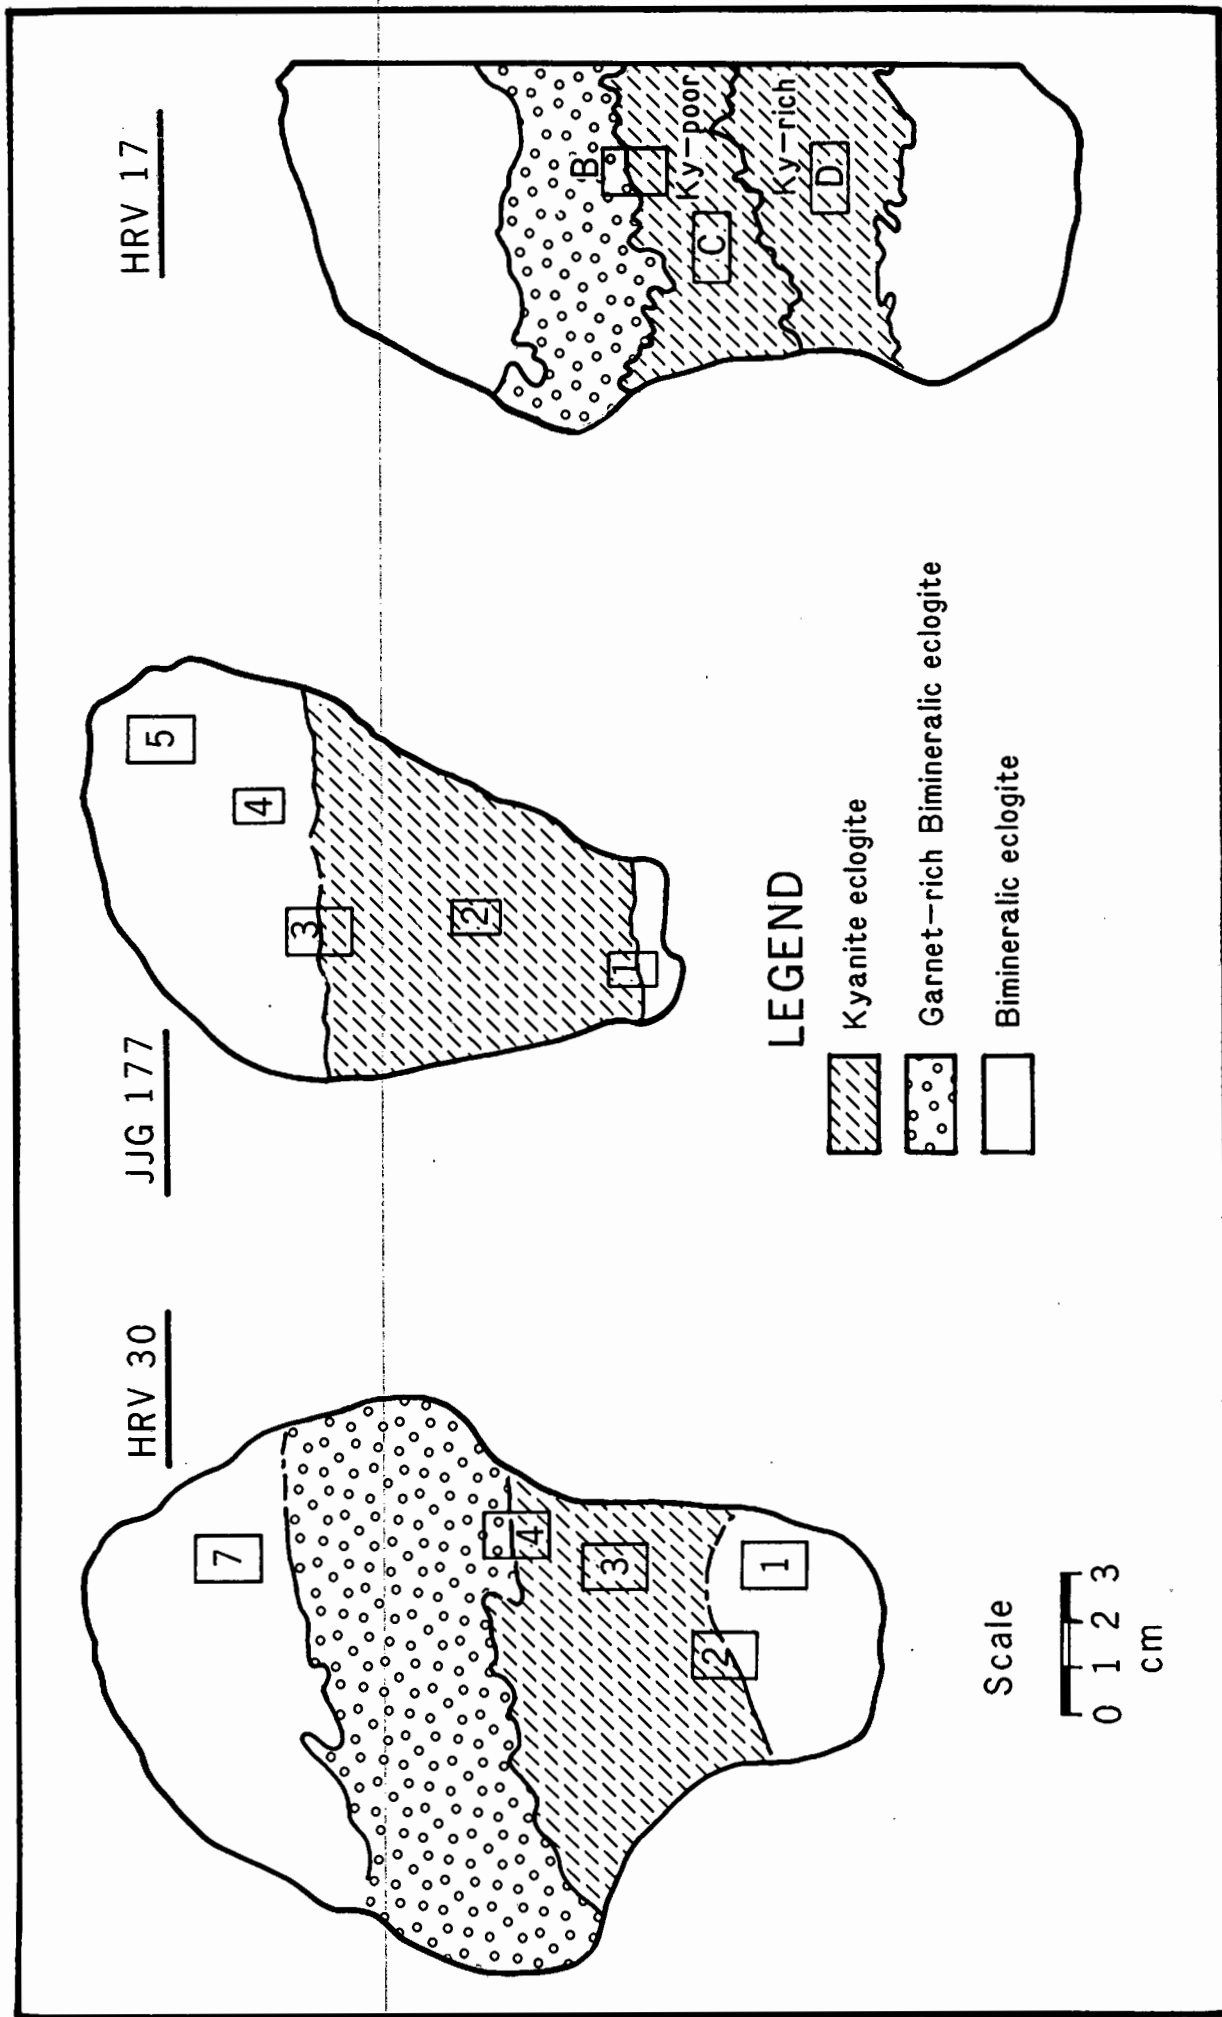 HRV 30
7
4
3
2
1
JJG 177
5
4
3
2
1
HRV 17
B
Ky-poor
C
Ky-rich
D
Scale
0 1 2 3
cm
LEGEND
Kyanite eclogite
Garnet-rich Bimineralic eclogite
Bimineralic eclogite